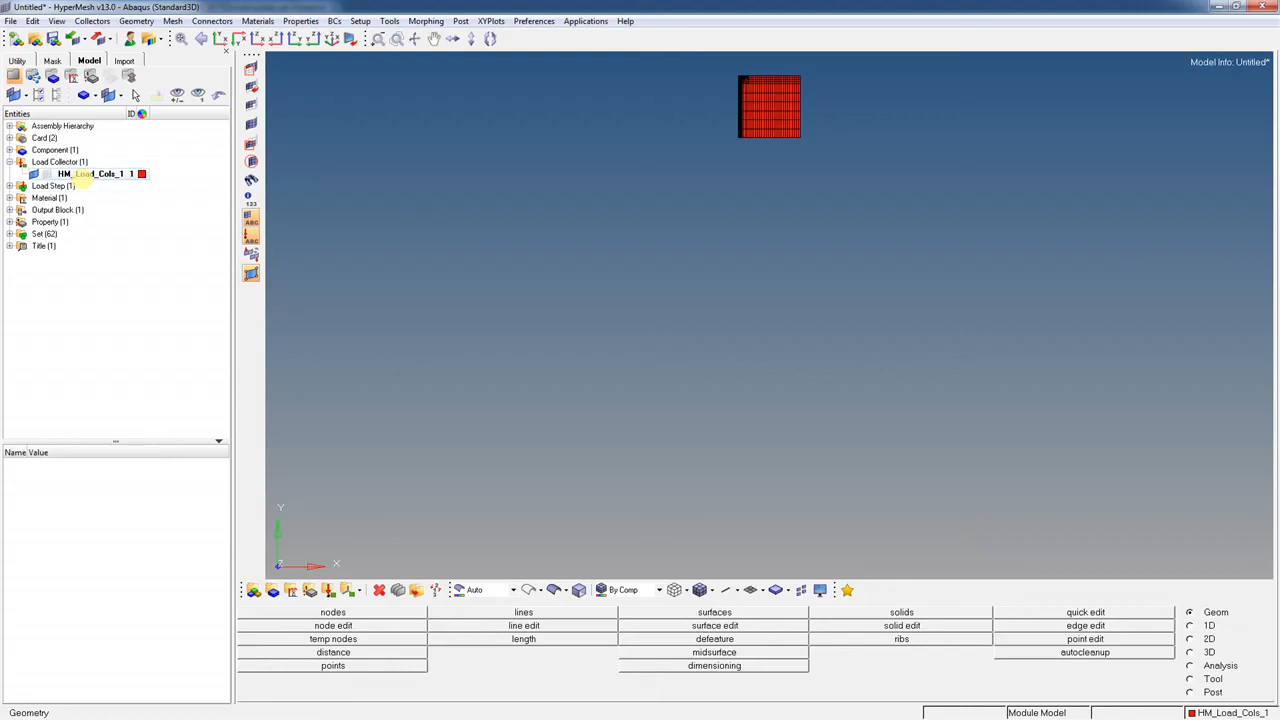 Untitled* - HyperMesh v13.0 - Abaqus (Standard3D)
File Edit View Collectors Geometry Mesh Connectors Materials Properties BCs Setup Tools Morphing Post XYPlots Preferences Applications Help
Utility Mask Model Import
Model Info: Untitled*
Entities ID
Assembly Hierarchy
Card (2)
Component (1)
Load Collector (1)
HM_Load_Cols_1 1
Load Step (1)
Material (1)
Output Block (1)
Property (1)
Set (62)
Title (1)
123
ABC
ABC
Name Value
Y
Z X
Auto By Comp
nodes lines surfaces solids quick edit Geom
node edit line edit surface edit solid edit edge edit 1D
temp nodes length defeature ribs point edit 2D
distance midsurface autocleanup 3D
points dimensioning Analysis
Tool
Post
Geometry Module Model HM_Load_Cols_1